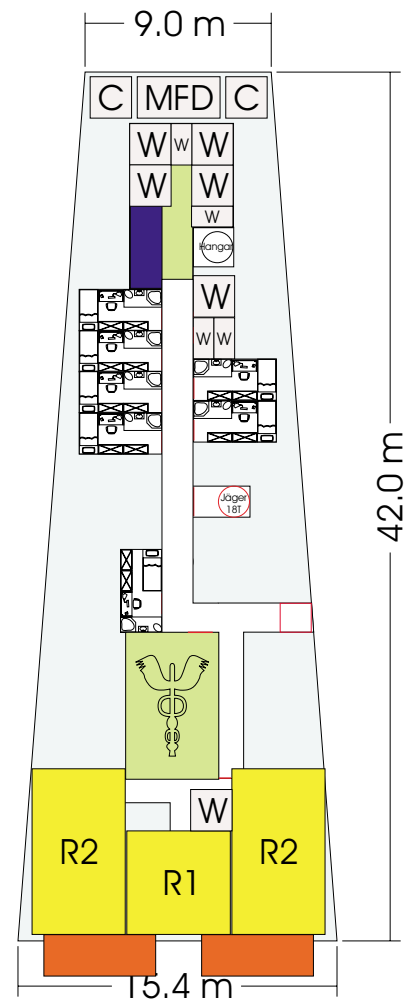 9.0 m
C MFD C
W W W
W W
W
Hangar
W
W W
Jäger
18T
42.0 m
W
R2 R1 R2
15.4 m